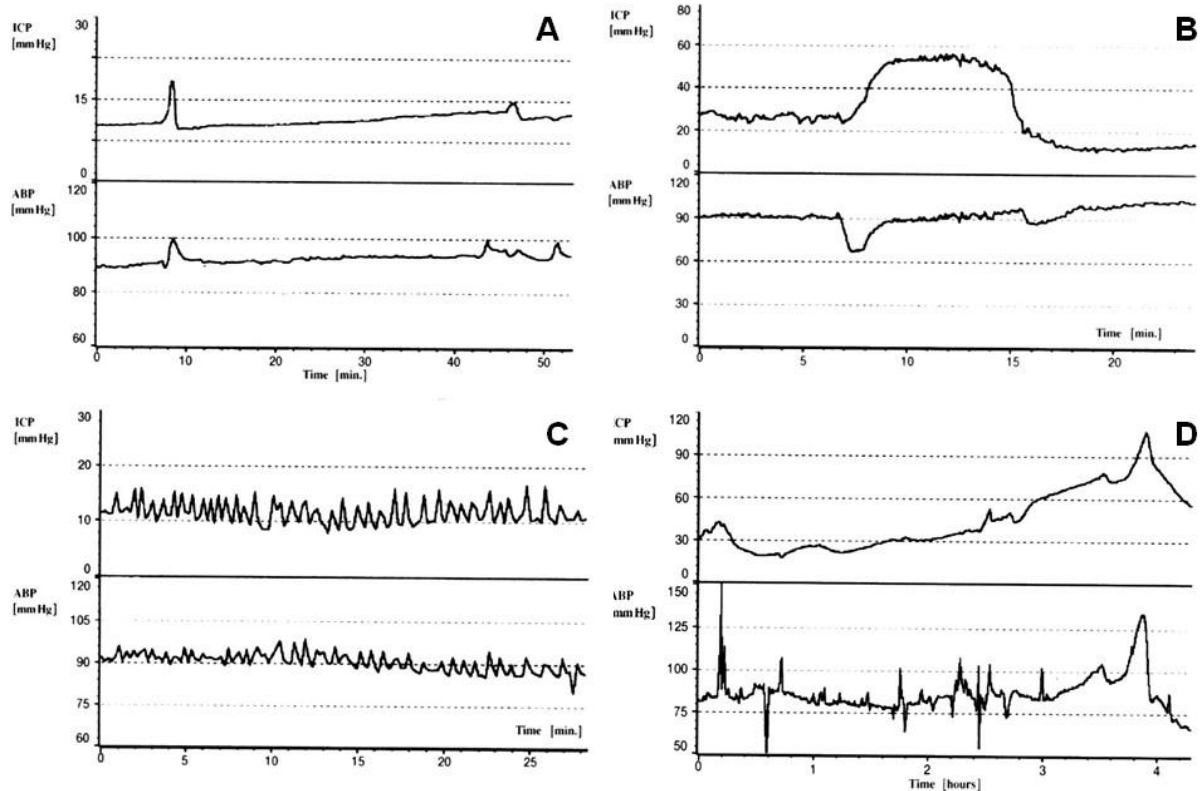 A
ICP
[mm Hg]
30
15
0
ABP
[mm Hg]
120
100
80
60
0 10 20 30 40 50
Time [min.]
B
ICP
[mm Hg]
80
60
40
20
0
ABP
[mm Hg]
120
90
60
30
0
Time [min.]
0 5 10 15 20
C
ICP
[mm Hg]
30
20
10
0
ABP
[mm Hg]
120
105
90
75
60
Time [min.]
0 5 10 15 20 25
D
CP
mm Hg]
120
90
60
30
0
ABP
mm Hg]
150
125
100
75
50
0 1 2 3 4
Time [hours]